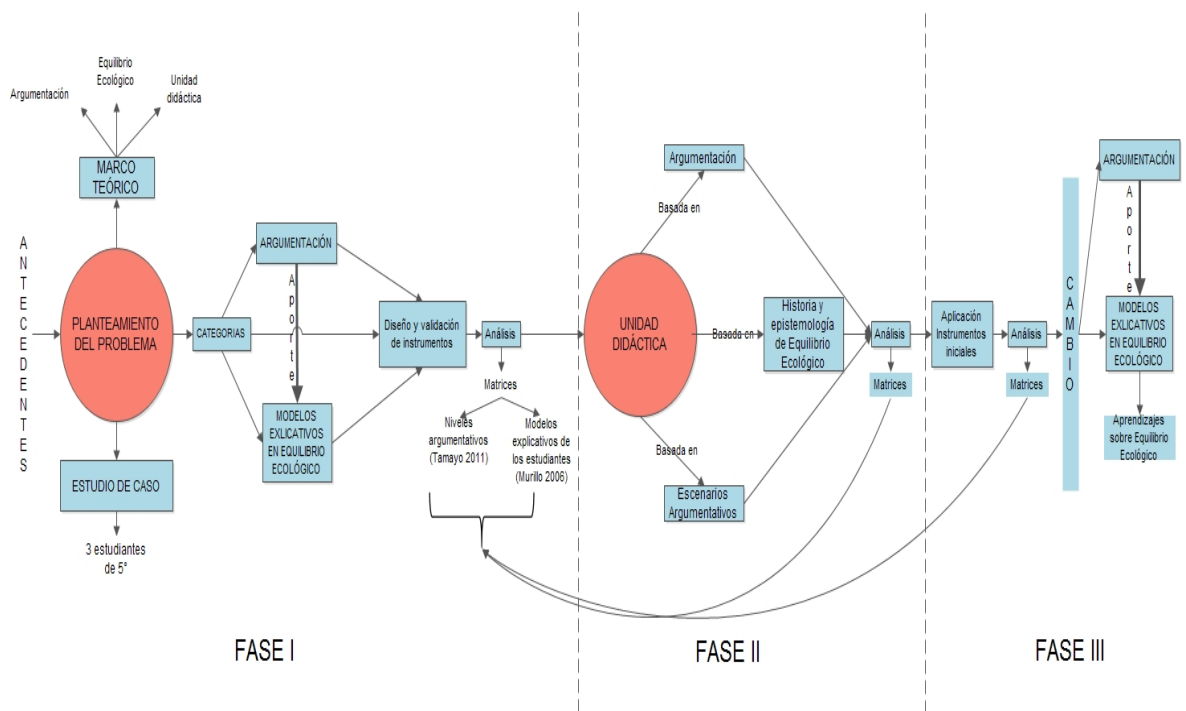 Equilibrio
Ecológico
Argumentación
Unidad
didáctica
MARCO
TEÓRICO
ANTECEDENTES
PLANTEAMIENTO
DEL PROBLEMA
ESTUDIO DE CASO
3 estudiantes
de 5°
CATEGORIAS
ARGUMENTACIÓN
Aporte
MODELOS
EXLICATIVOS
EN EQUILIBRIO
ECOLÓGICO
Diseño y validación
de instrumentos
Análisis
Matrices
Niveles
argumentativos
(Tamayo 2011)
Modelos
explicativos de
los estudiantes
(Murillo 2006)
FASE I
UNIDAD
DIDÁCTICA
Basada en
Argumentación
Basada en
Historia y
epistemología
de Equilibrio
Ecológico
Basada en
Escenarios
Argumentativos
Análisis
Matrices
FASE II
Aplicación
Instrumentos
iniciales
Análisis
Matrices
CAMBIO
ARGUMENTACIÓN
Aporte
MODELOS
EXLICATIVOS
EN EQUILIBRIO
ECOLÓGICO
Aprendizajes
sobre Equilibrio
Ecológico
FASE III